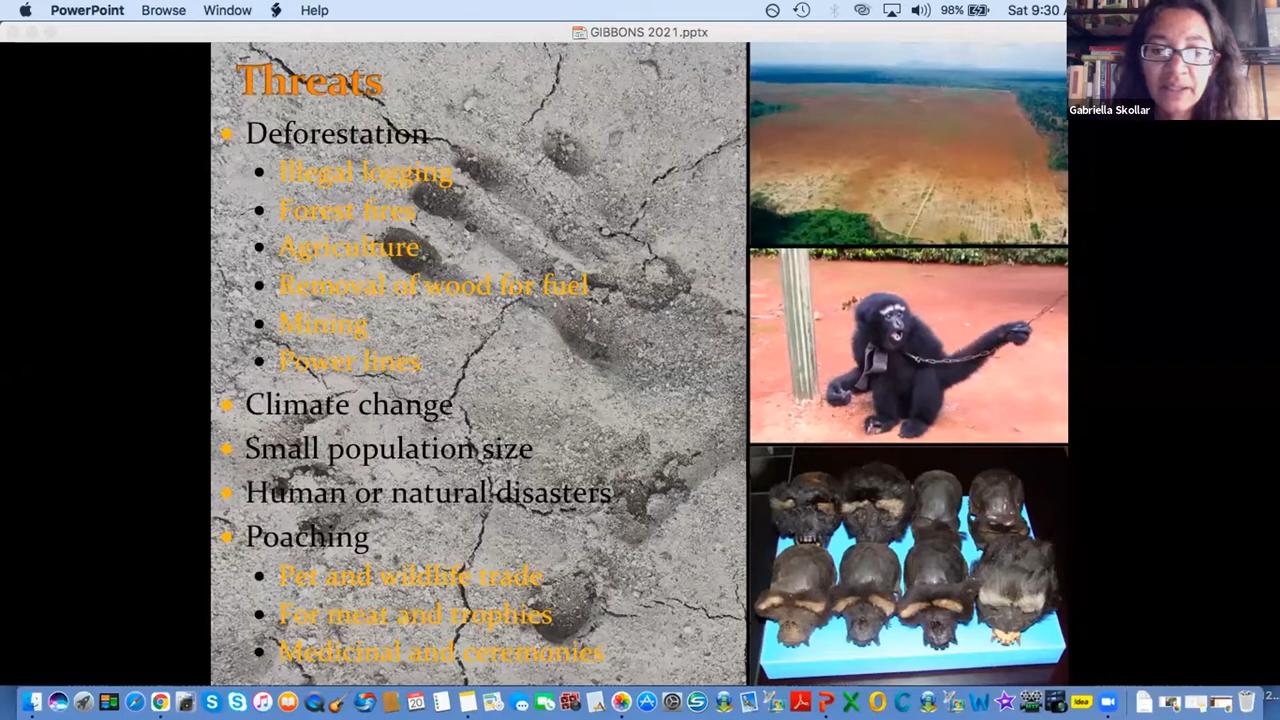 PowerPoint Browse Window Help
98% Sat 9:30
GIBBONS 2021.pptx
Gabriella Skollar
Threats
Deforestation
Illegal logging
Forest fires
Agriculture
Removal of wood for fuel
Mining
Power lines
Climate change
Small population size
Human or natural disasters
Poaching
Pet and wildlife trade
For meat and trophies
Medicinal and ceremonies
20
Idea